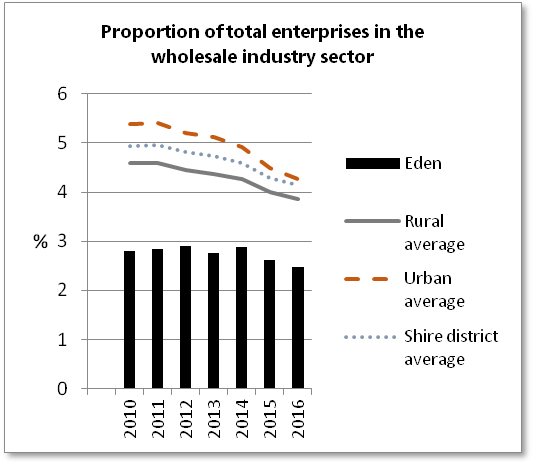 Proportion of total enterprises in the
wholesale industry sector
6
5
4
3
2
1
0
%
2010
2011
2012
2013
2014
2015
2016
Eden
Rural
average
Urban
average
Shire district
average